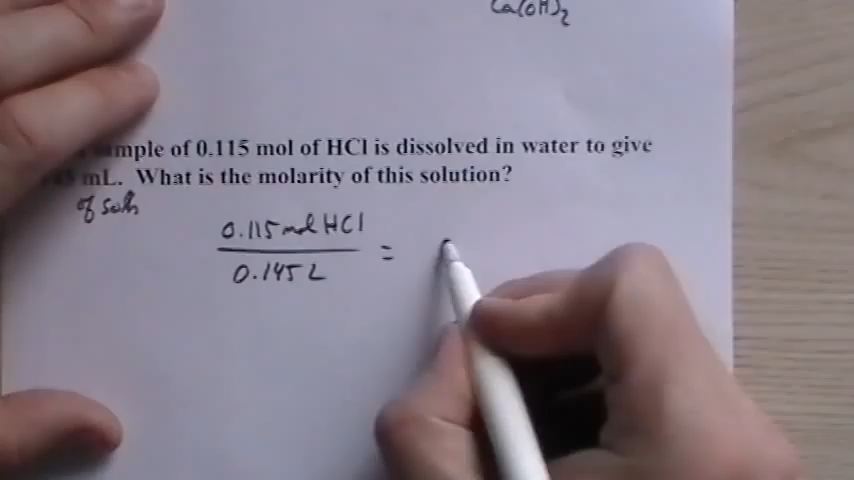 Ca(OH)₂
ample of 0.115 mol of HCl is dissolved in water to give
mL. What is the molarity of this solution?
of soln
0.115 mol HCl
0.145 L
=